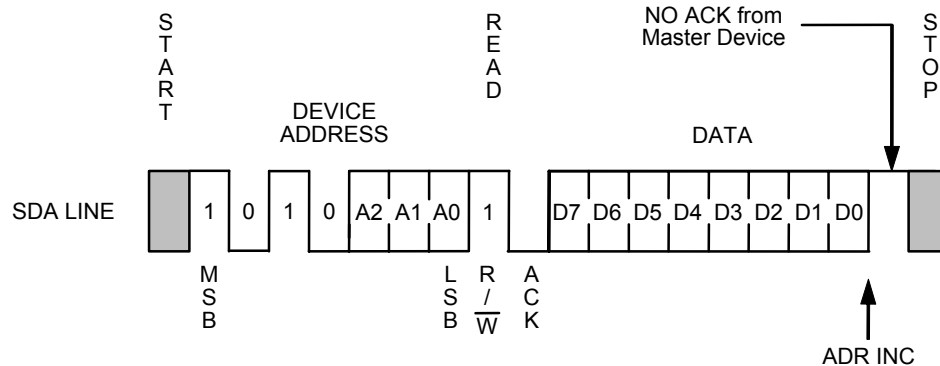 START
READ
NO ACK from
Master Device
STOP
DEVICE
ADDRESS
DATA
SDA LINE
1 0 1 0 A2 A1 A0 1 D7 D6 D5 D4 D3 D2 D1 D0
MSB
LSB
R/W
ACK
ADR INC